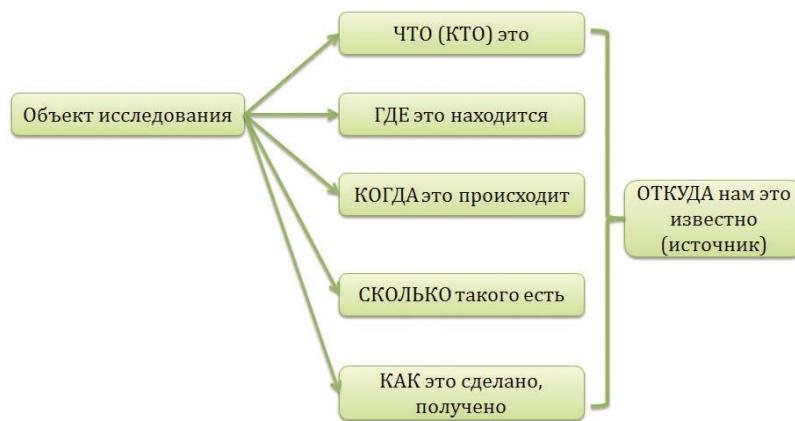 Объект исследования
ЧТО (КТО) это
ГДЕ это находится
КОГДА это происходит
СКОЛЬКО такого есть
КАК это сделано,
получено
ОТКУДА нам это
известно
(источник)